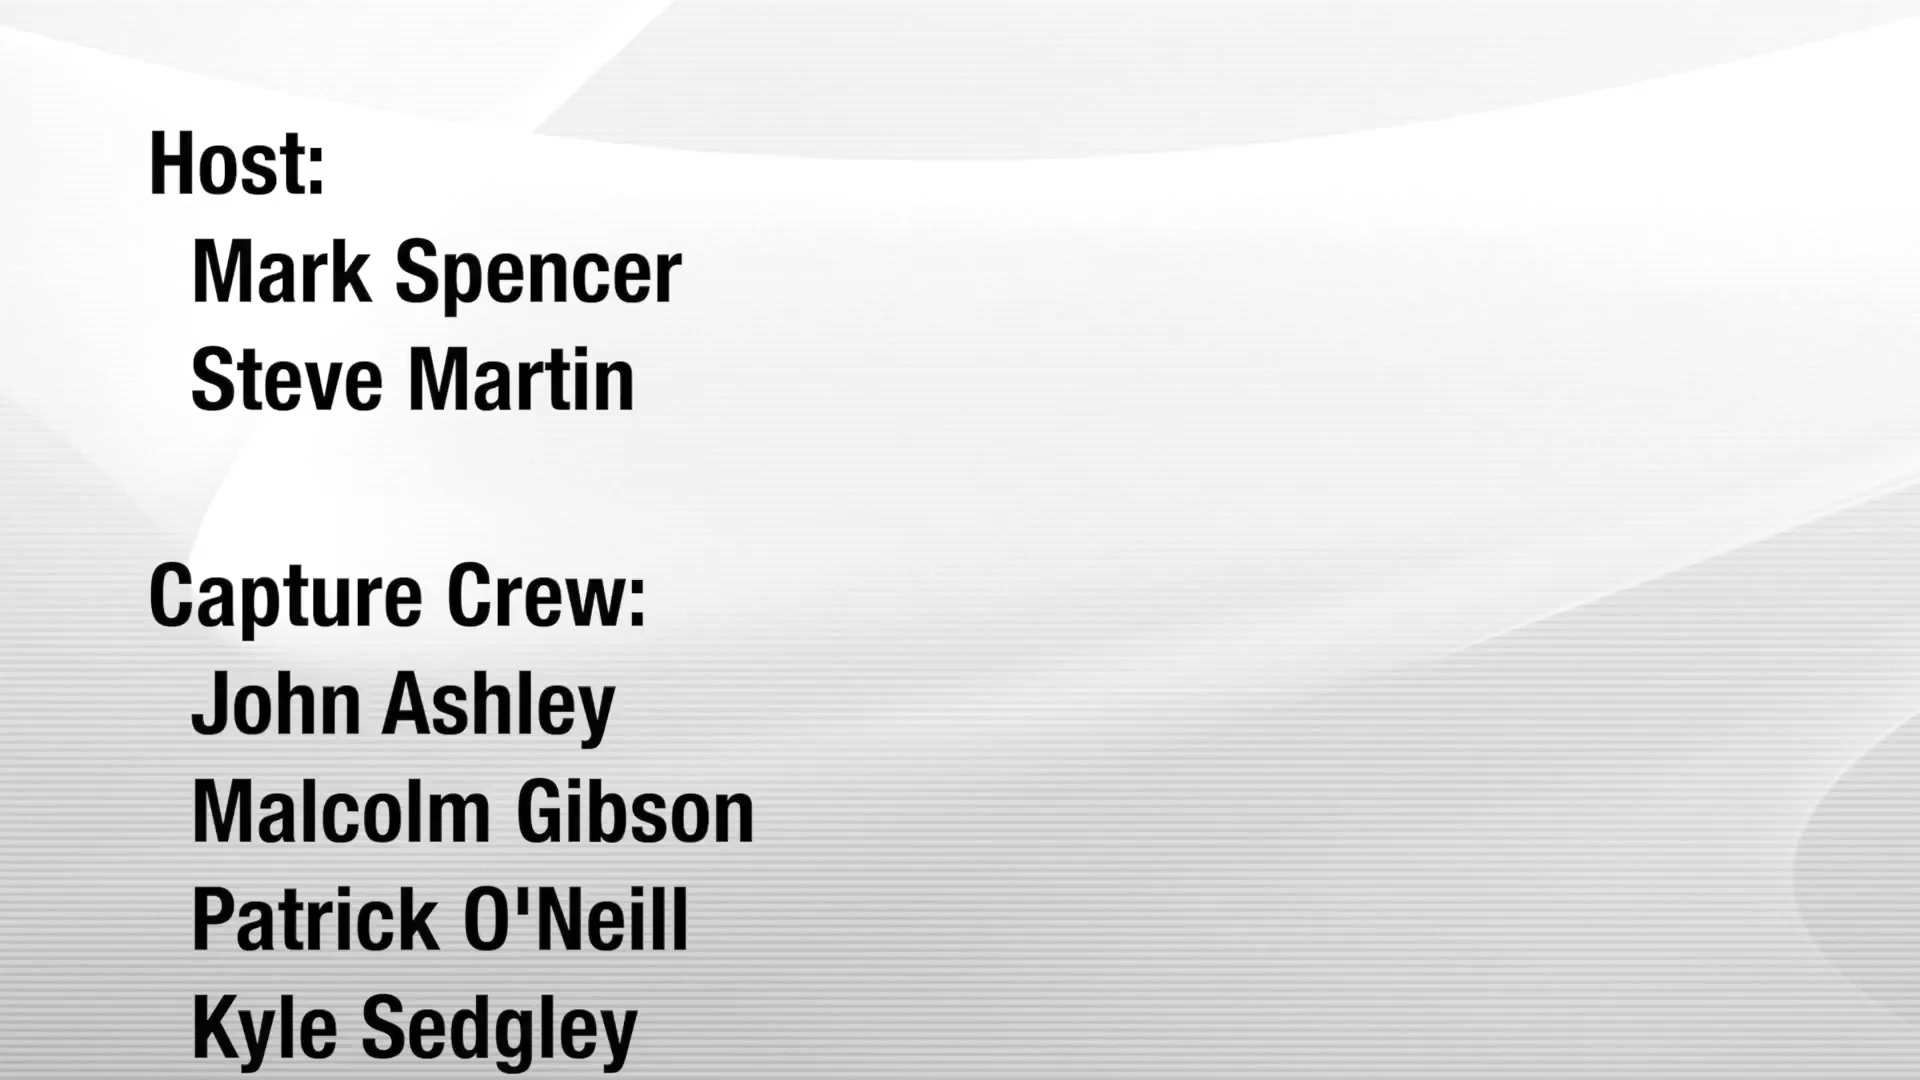 Host:
Mark Spencer
Steve Martin
Capture Crew:
John Ashley
Malcolm Gibson
Patrick O'Neill
Kyle Sedgley